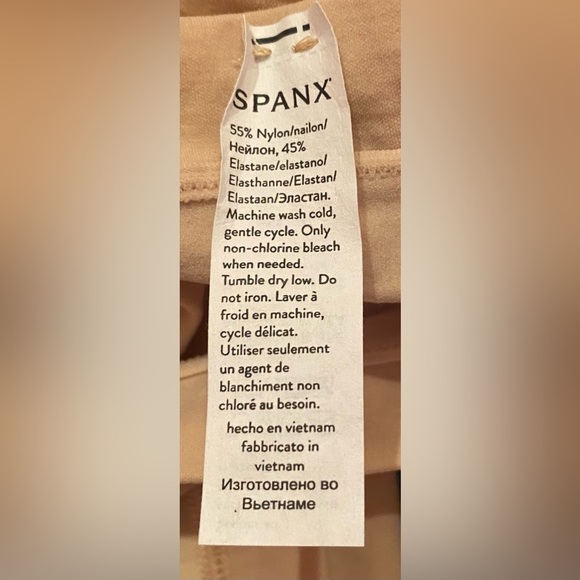 SPANX
55% Nylon/nailon/
Нейлон, 45%
Elastane/elastano/
Elasthanne/Elastan/
Elastaan/Эластан.
Machine wash cold,
gentle cycle. Only
non-chlorine bleach
when needed.
Tumble dry low. Do
not iron. Laver à
froid en machine,
cycle délicat.
Utiliser seulement
un agent de
blanchiment non
chloré au besoin.
hecho en vietnam
fabbricato in
vietnam
Изготовлено во
Вьетнаме